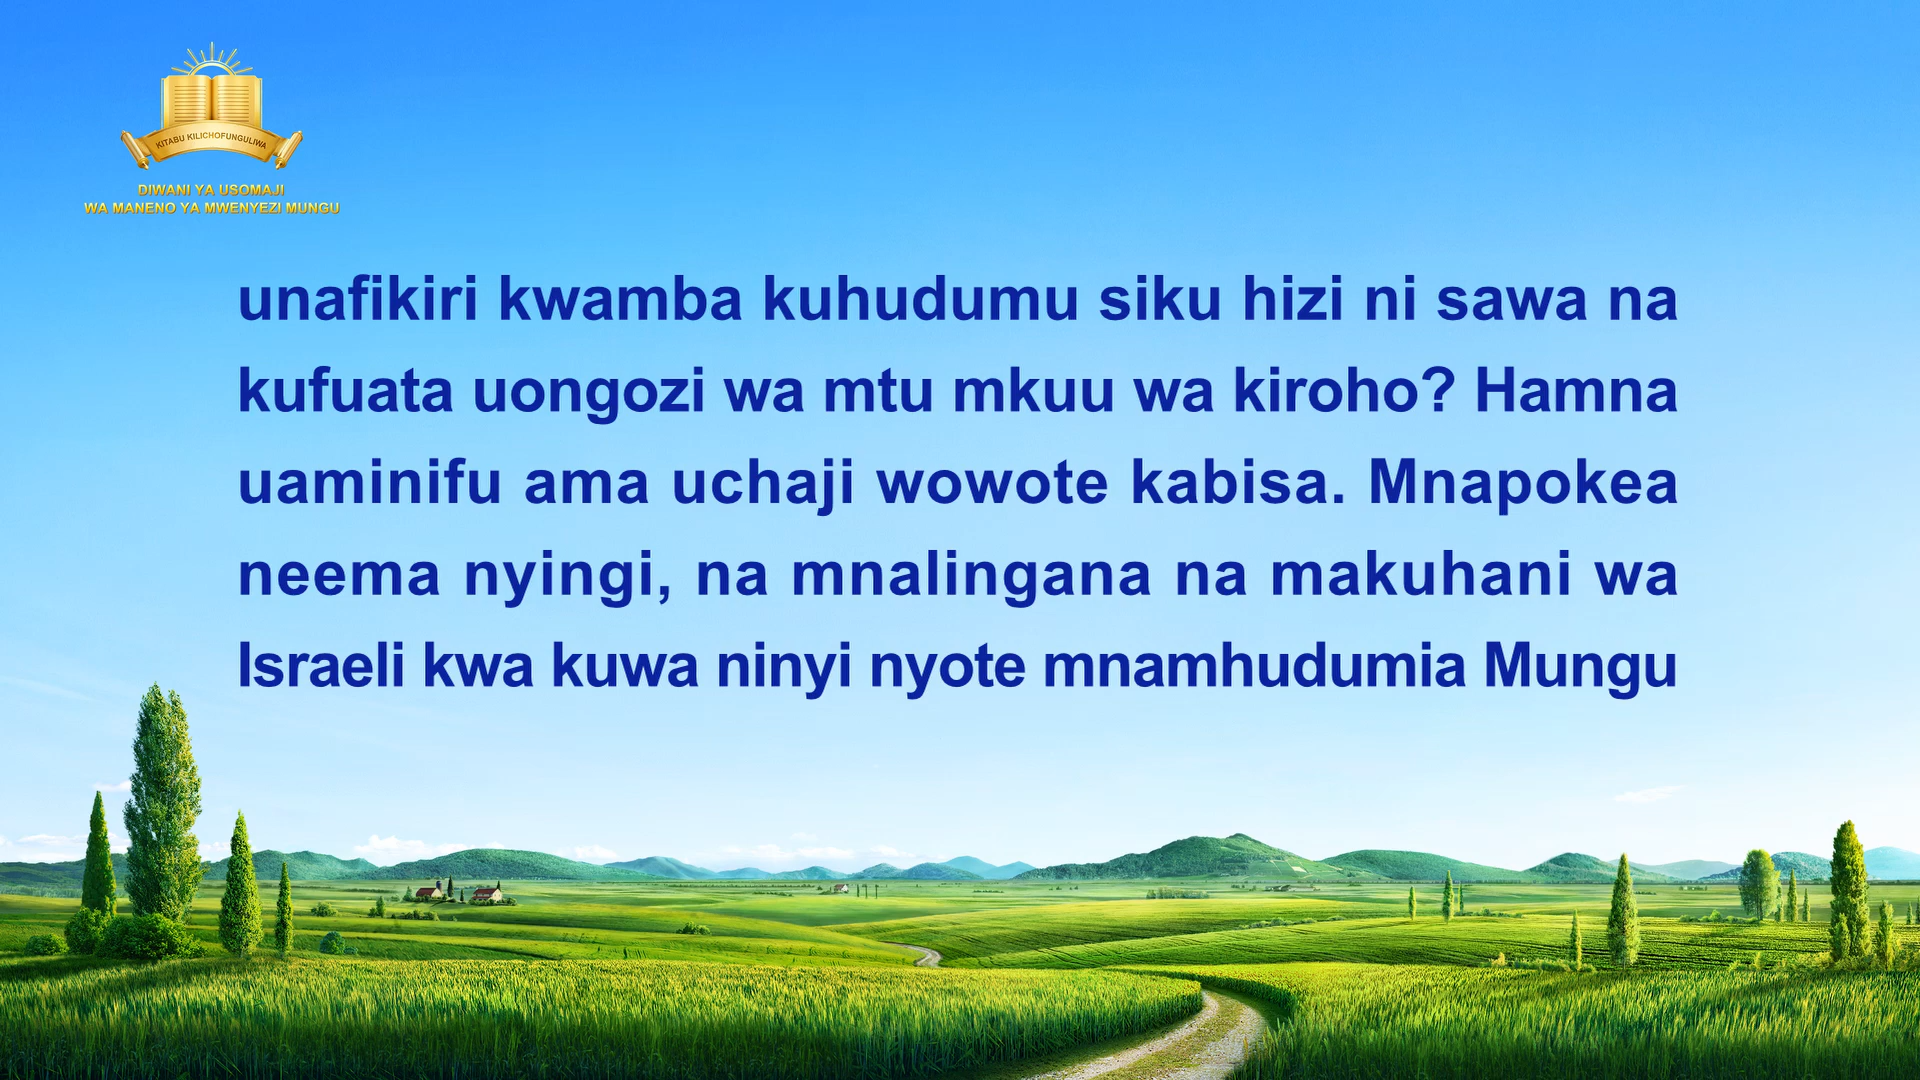 KITABU KILICHOFUNGULIWA
DIWANI YA USOMAJI
WA MANENO YA MWENYEZI MUNGU
unafikiri kwamba kuhudumu siku hizi ni sawa na
kufuata uongozi wa mtu mkuu wa kiroho? Hamna
uaminifu ama uchaji wowote kabisa. Mnapokea
neema nyingi, na mnalingana na makuhani wa
Israeli kwa kuwa ninyi nyote mnamhudumia Mungu